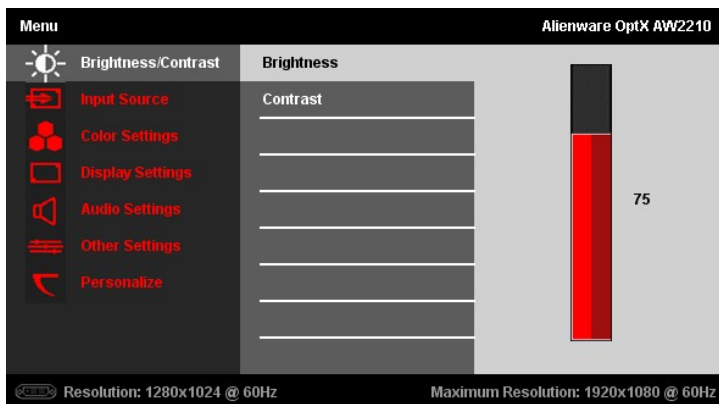 Menu
Alienware OptX AW2210
Brightness/Contrast
Input Source
Color Settings
Display Settings
Audio Settings
Other Settings
Personalize
Brightness
Contrast
75
Resolution: 1280x1024 @ 60Hz
Maximum Resolution: 1920x1080 @ 60Hz